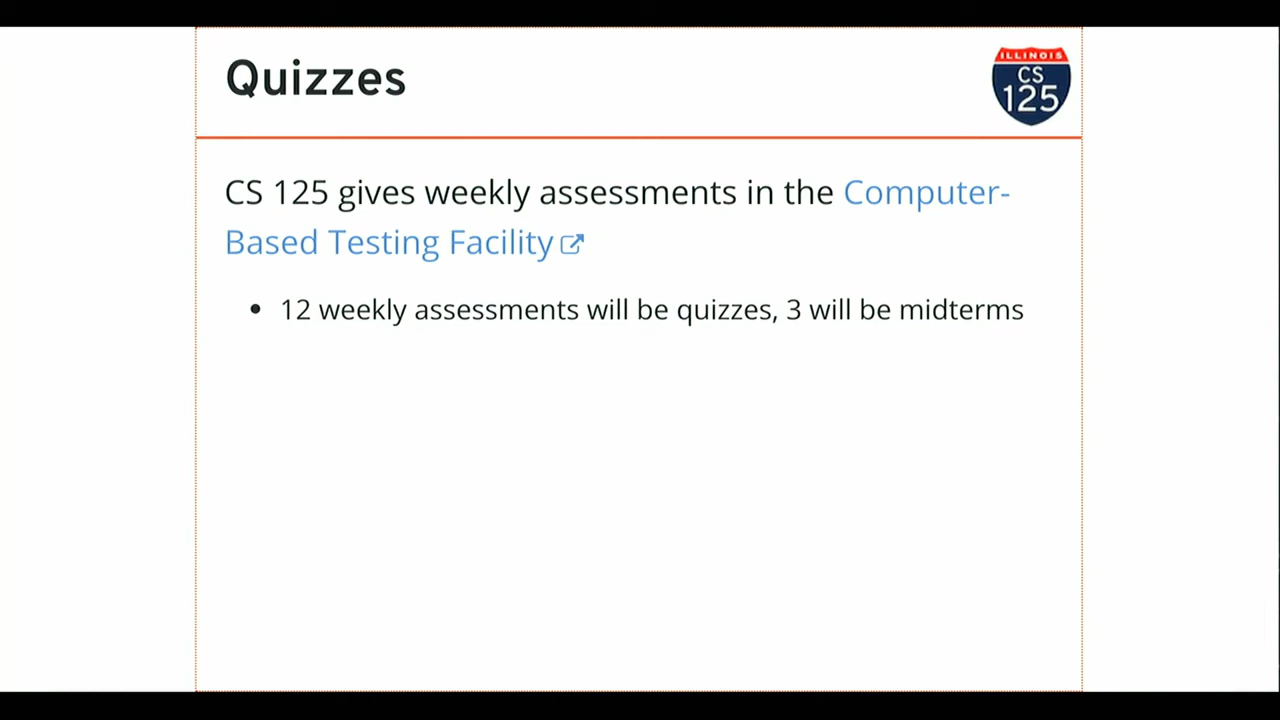 Quizzes
ILLINOIS
CS
125
CS 125 gives weekly assessments in the Computer-
Based Testing Facility
• 12 weekly assessments will be quizzes, 3 will be midterms